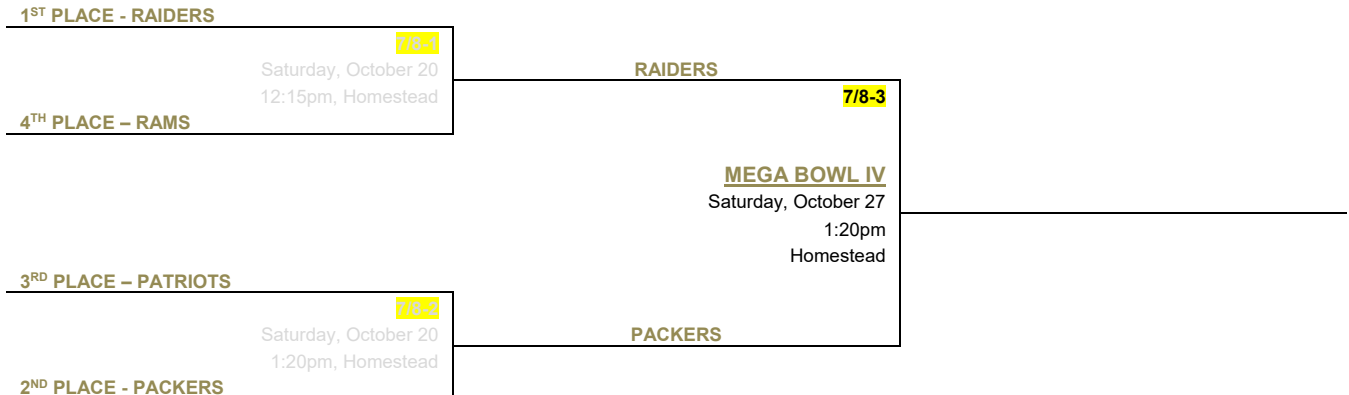 1ST PLACE - RAIDERS
7/8-1
Saturday, October 20
12:15pm, Homestead
4TH PLACE – RAMS
RAIDERS
7/8-3
MEGA BOWL IV
Saturday, October 27
1:20pm
Homestead
3RD PLACE – PATRIOTS
7/8-2
Saturday, October 20
1:20pm, Homestead
2ND PLACE - PACKERS
PACKERS